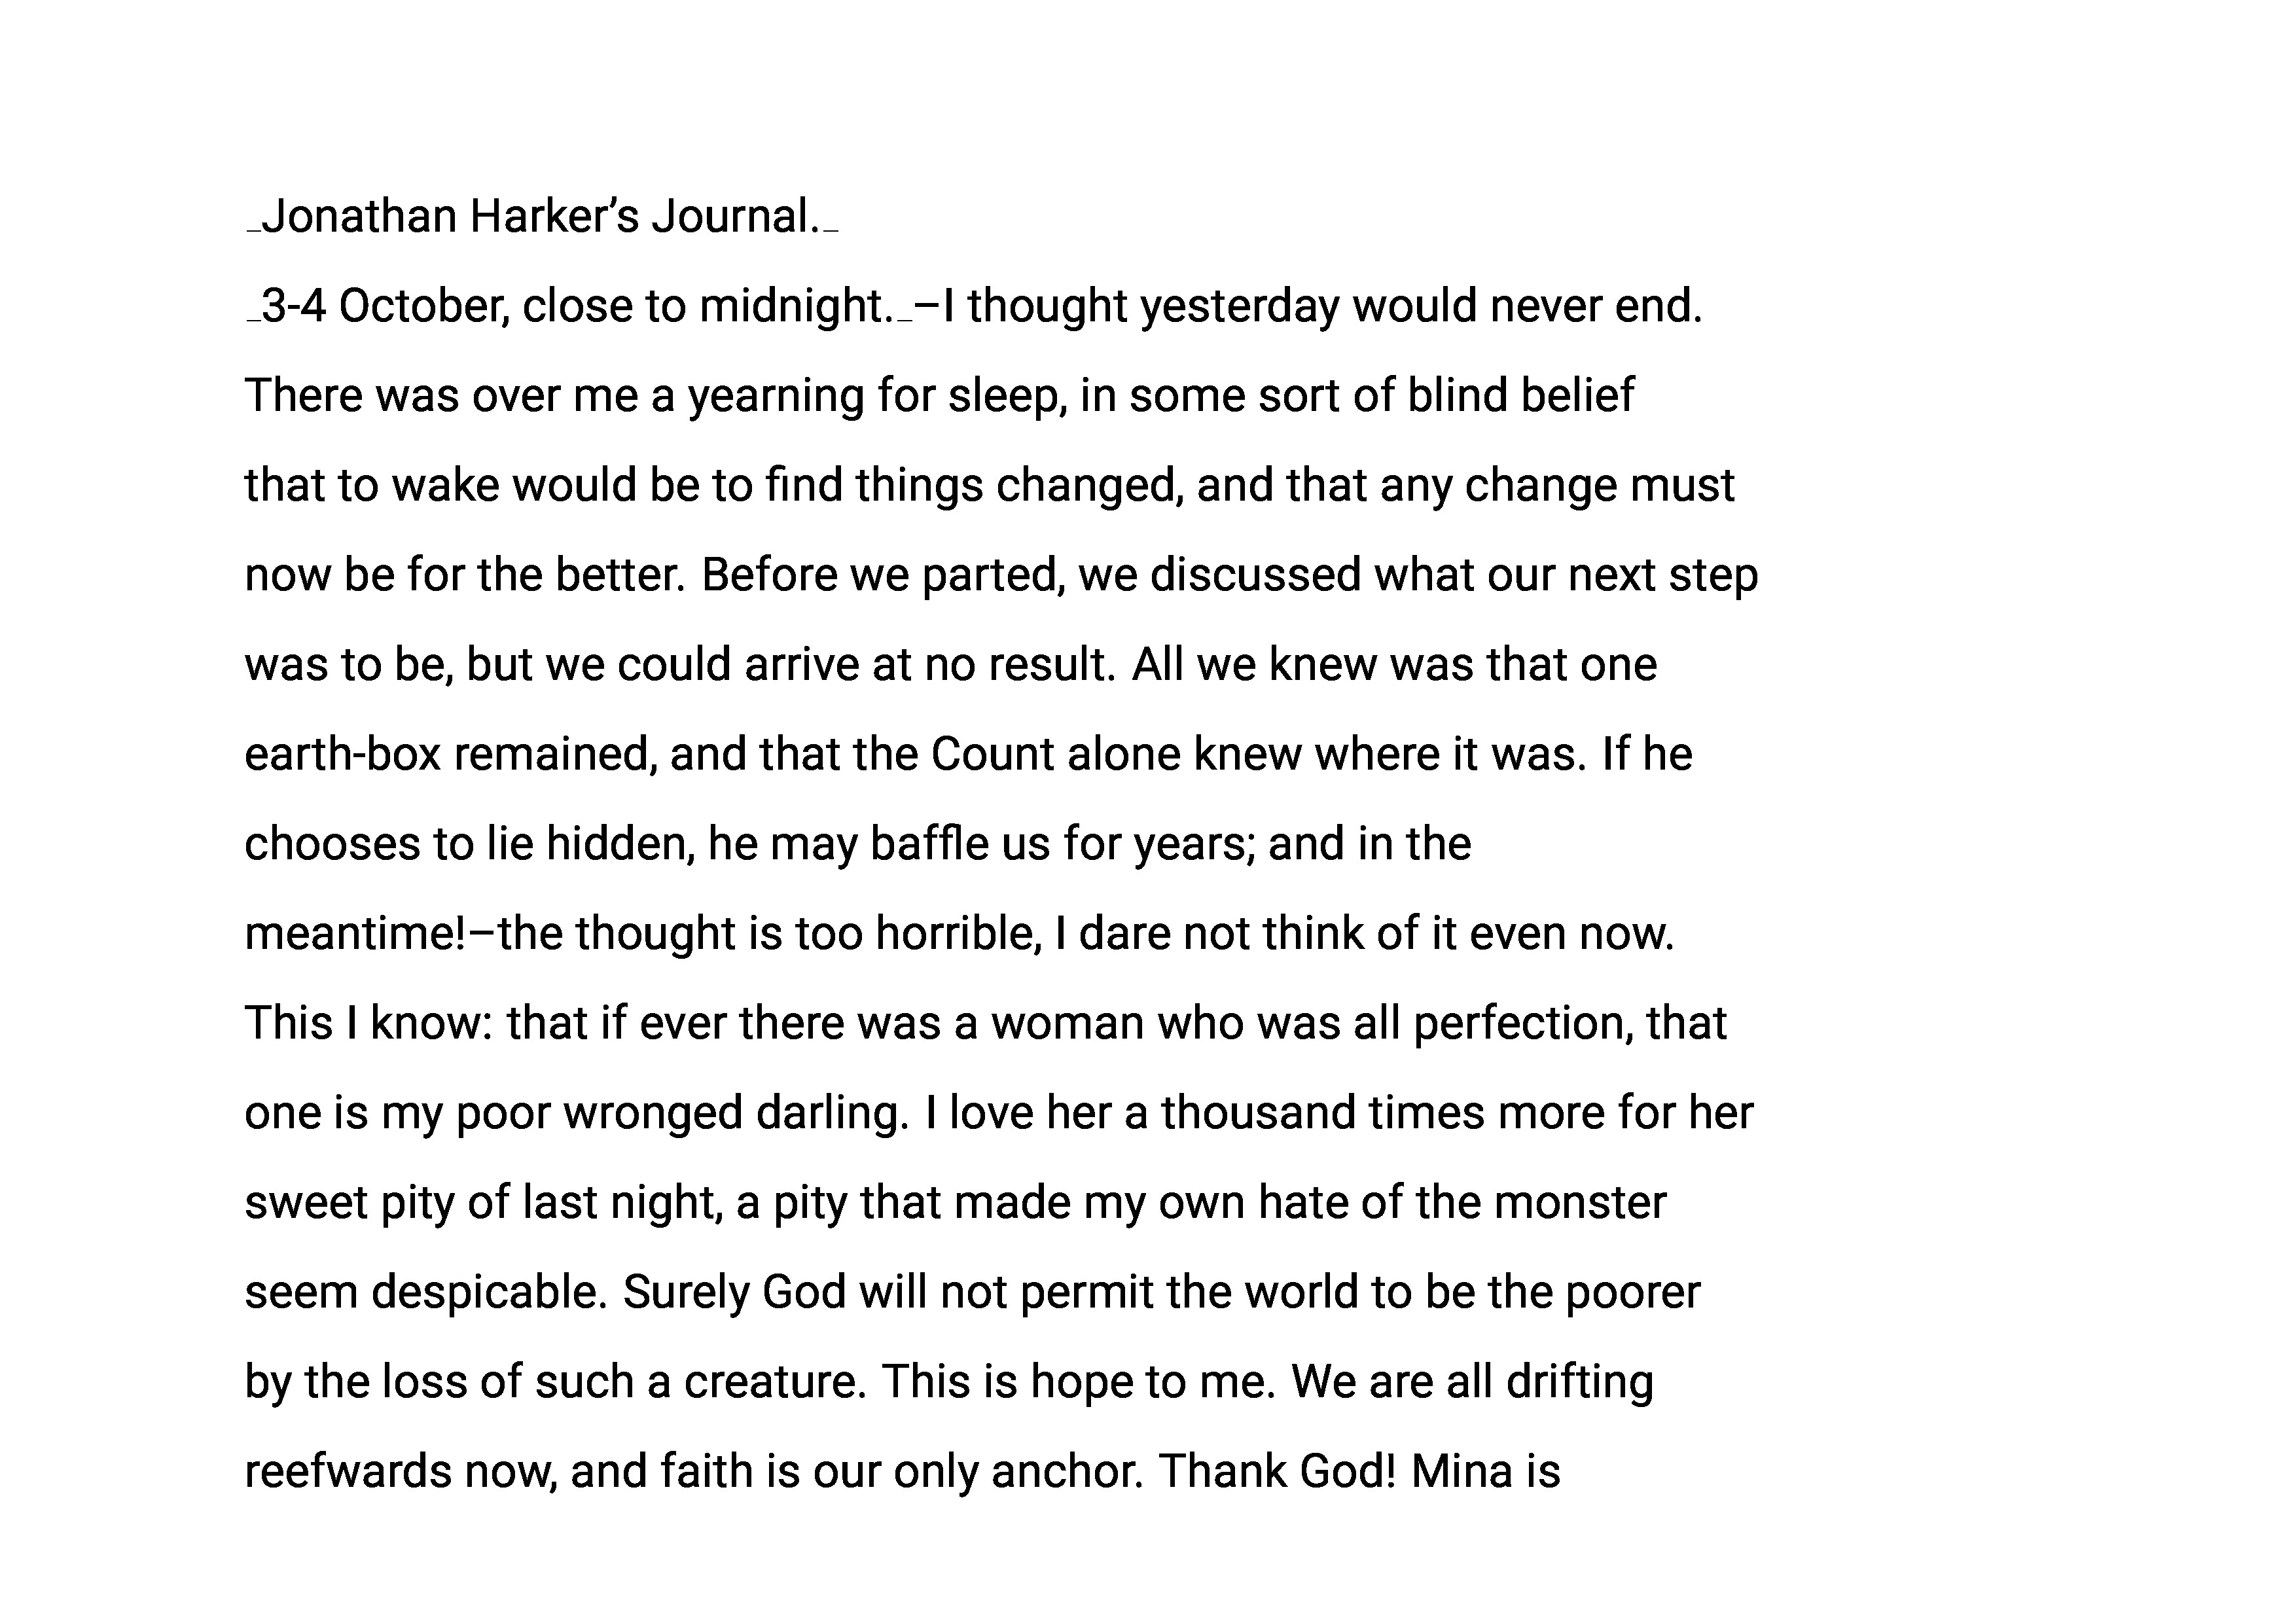 _Jonathan Harker’s Journal._
_3-4 October, close to midnight._–I thought yesterday would never end.
There was over me a yearning for sleep, in some sort of blind belief
that to wake would be to find things changed, and that any change must
now be for the better. Before we parted, we discussed what our next step
was to be, but we could arrive at no result. All we knew was that one
earth-box remained, and that the Count alone knew where it was. If he
chooses to lie hidden, he may baffle us for years; and in the
meantime!–the thought is too horrible, I dare not think of it even now.
This I know: that if ever there was a woman who was all perfection, that
one is my poor wronged darling. I love her a thousand times more for her
sweet pity of last night, a pity that made my own hate of the monster
seem despicable. Surely God will not permit the world to be the poorer
by the loss of such a creature. This is hope to me. We are all drifting
reefwards now, and faith is our only anchor. Thank God! Mina is